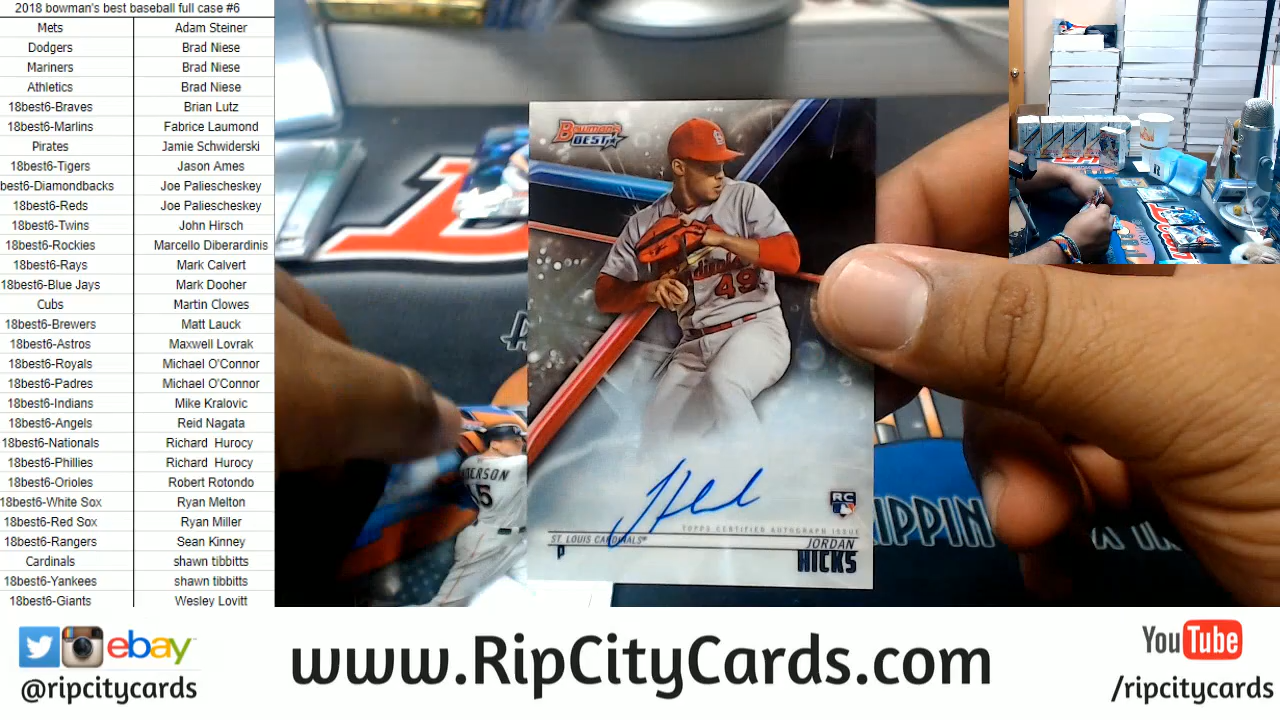 2018 bowman's best baseball full case #6
Mets Adam Steiner
Dodgers Brad Niese
Mariners Brad Niese
Athletics Brad Niese
18best6-Braves Brian Lutz
18best6-Marlins Fabrice Laumond
Pirates Jamie Schwiderski
18best6-Tigers Jason Ames
best6-Diamondbacks Joe Paliescheskey
18best6-Reds Joe Paliescheskey
18best6-Twins John Hirsch
18best6-Rockies Marcello Diberardinis
18best6-Rays Mark Calvert
18best6-Blue Jays Mark Dooher
Cubs Martin Clowes
18best6-Brewers Matt Lauck
18best6-Astros Maxwell Lovrak
18best6-Royals Michael O'Connor
18best6-Padres Michael O'Connor
18best6-Indians Mike Kralovic
18best6-Angels Reid Nagata
18best6-Nationals Richard Hurocy
18best6-Phillies Richard Hurocy
18best6-Orioles Robert Rotondo
18best6-White Sox Ryan Melton
18best6-Red Sox Ryan Miller
18best6-Rangers Sean Kinney
Cardinals shawn tibbitts
18best6-Yankees shawn tibbitts
18best6-Giants Wesley Lovitt
Bowman's
BEST
Cardinals
49
RC
TOPPS CERTIFIED AUTOGRAPH ISSUE
ST. LOUIS CARDINALS®
P
JORDAN
HICKS
IPPIN
ebay
@ripcitycards
www.RipCityCards.com
YouTube
/ripcitycards